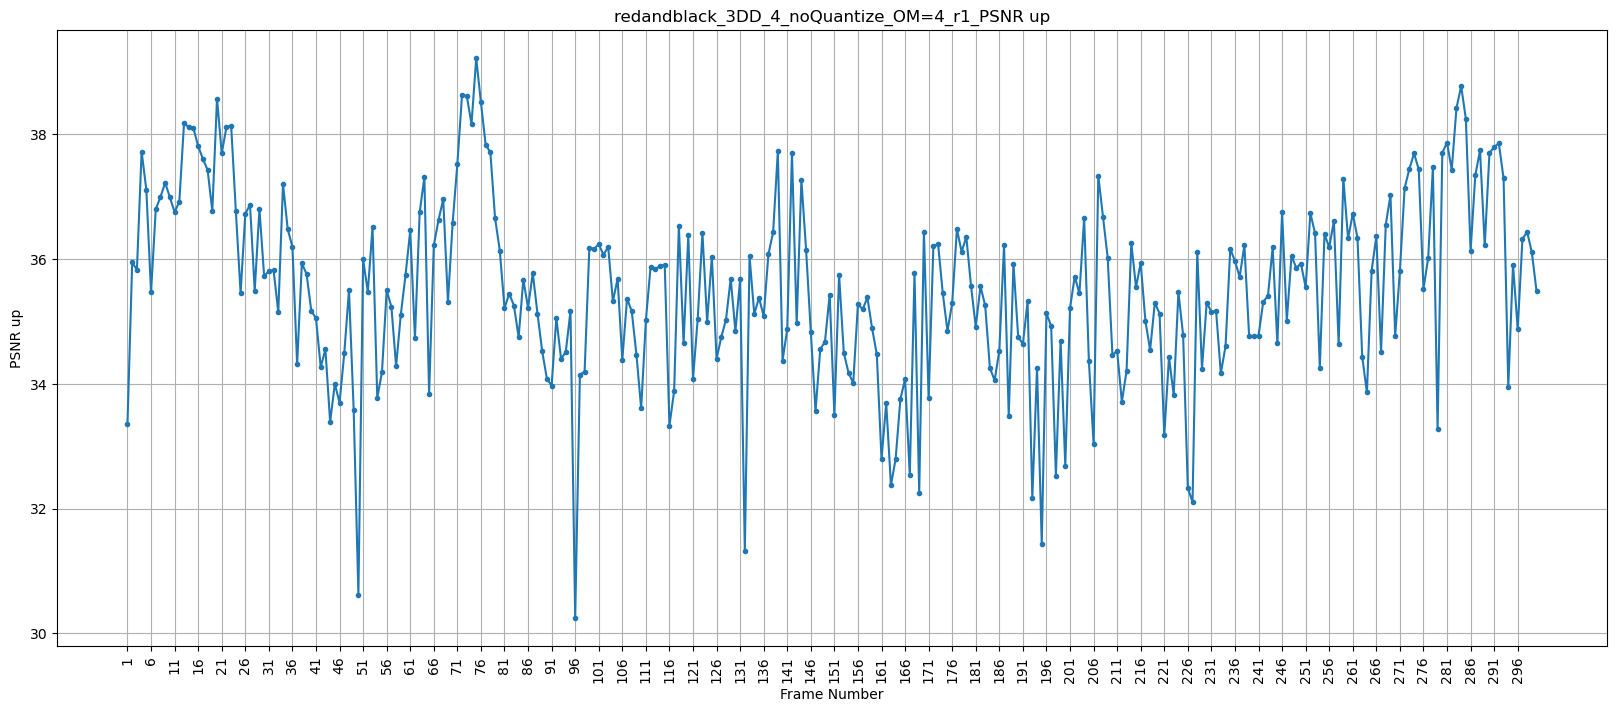 redandblack_3DD_4_noQuantize_OM=4_r1_PSNR up
PSNR up
38
36
34
32
30
1 6 11 16 21 26 31 36 41 46 51 56 61 66 71 76 81 86 91 96 101 106 111 116 121 126 131 136 141 146 151 156 161 166 171 176 181 186 191 196 201 206 211 216 221 226 231 236 241 246 251 256 261 266 271 276 281 286 291 296
Frame Number